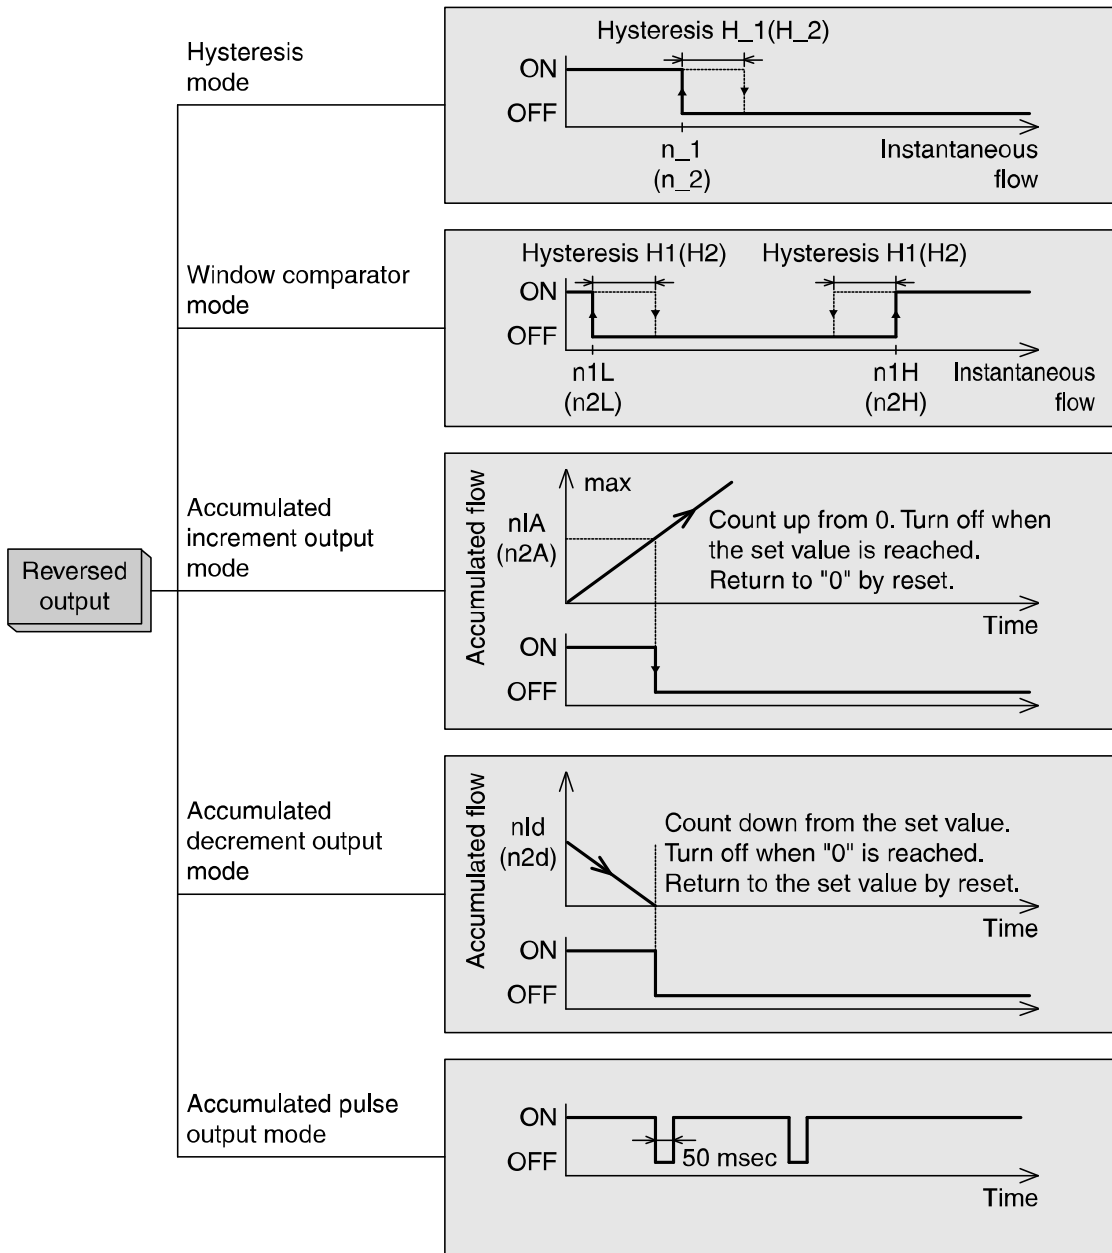 Reversed
output
Hysteresis
mode
Hysteresis H_1(H_2)
ON
OFF
n_1
(n_2)
Instantaneous
flow
Window comparator
mode
Hysteresis H1(H2)
Hysteresis H1(H2)
ON
OFF
n1L
(n2L)
n1H
(n2H)
Instantaneous
flow
Accumulated
increment output
mode
Accumulated flow
max
nIA
(n2A)
Count up from 0. Turn off when
the set value is reached.
Return to "0" by reset.
Time
ON
OFF
Accumulated
decrement output
mode
Accumulated flow
nId
(n2d)
Count down from the set value.
Turn off when "0" is reached.
Return to the set value by reset.
Time
ON
OFF
Accumulated pulse
output mode
ON
OFF
50 msec
Time